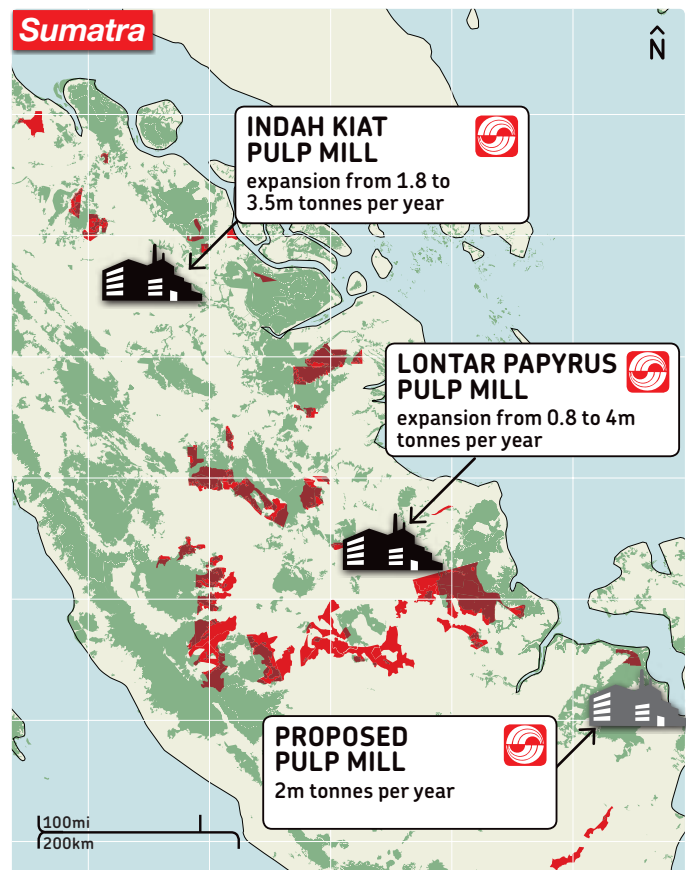 Sumatra
N
INDAH KIAT
PULP MILL
expansion from 1.8 to
3.5m tonnes per year
LONTAR PAPYRUS
PULP MILL
expansion from 0.8 to 4m
tonnes per year
PROPOSED
PULP MILL
2m tonnes per year
100mi
200km